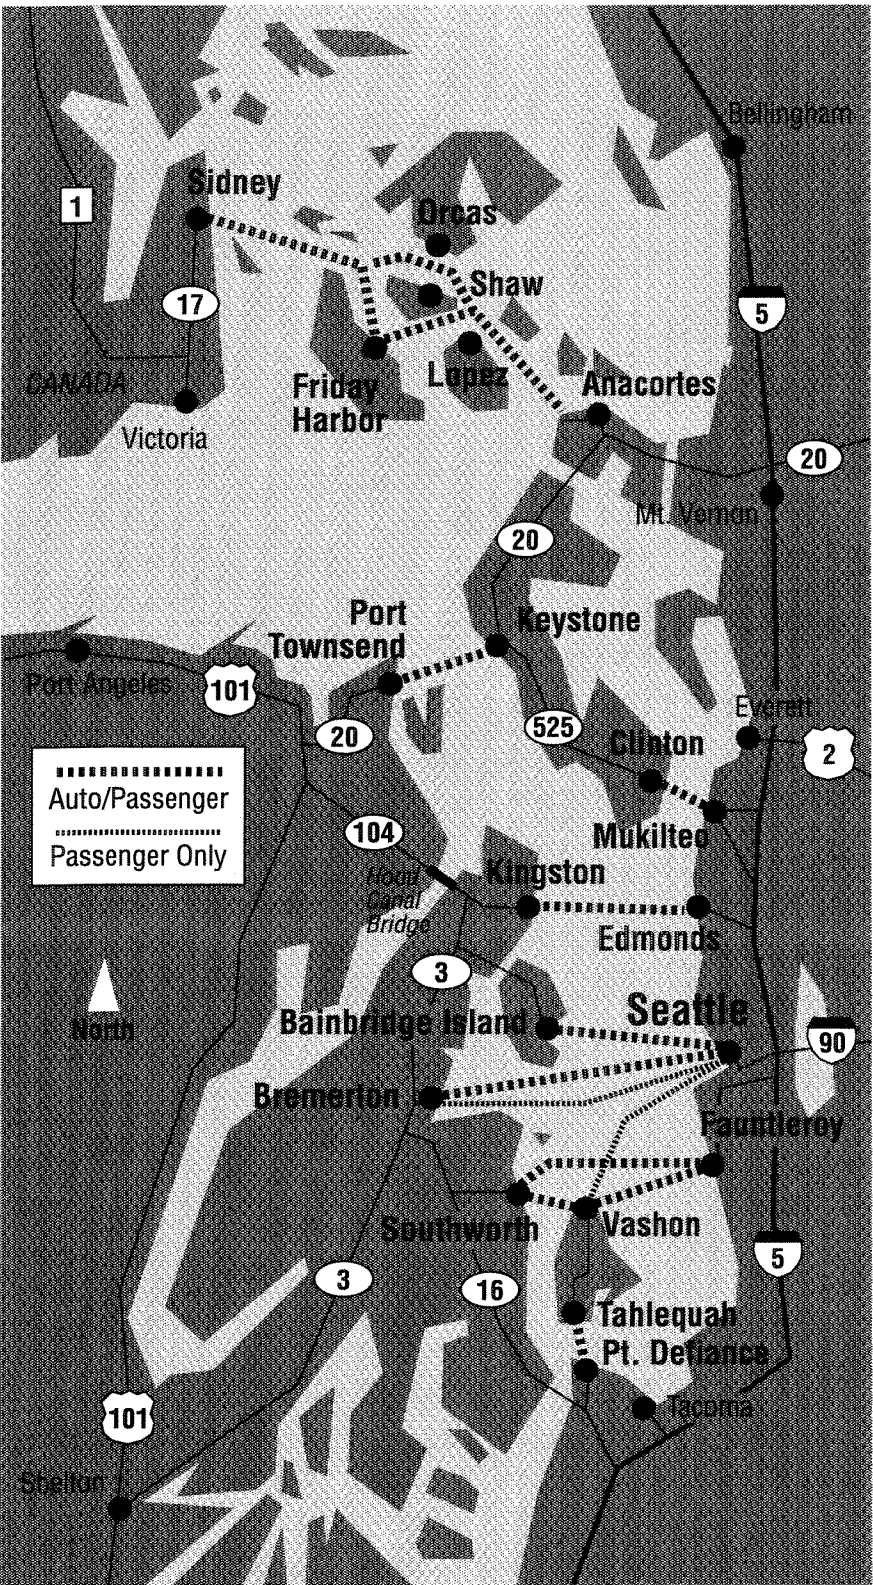 Bellingham
Sidney
1
Orcas
Shaw
17
5
CANADA
Friday
Harbor
Lopez
Anacortes
Victoria
20
Mt. Vernon
20
Port
Townsend
Keystone
Port Angeles
101
20
525
Everett
Clinton
2
Auto/Passenger
Passenger Only
104
Mukilteo
Hood
Canal
Bridge
Kingston
Edmonds
3
North
Bainbridge Island
Seattle
90
Bremerton
Fauntleroy
Southworth
Vashon
5
3
16
Tahlequah
Pt. Defiance
101
Tacoma
Shelton